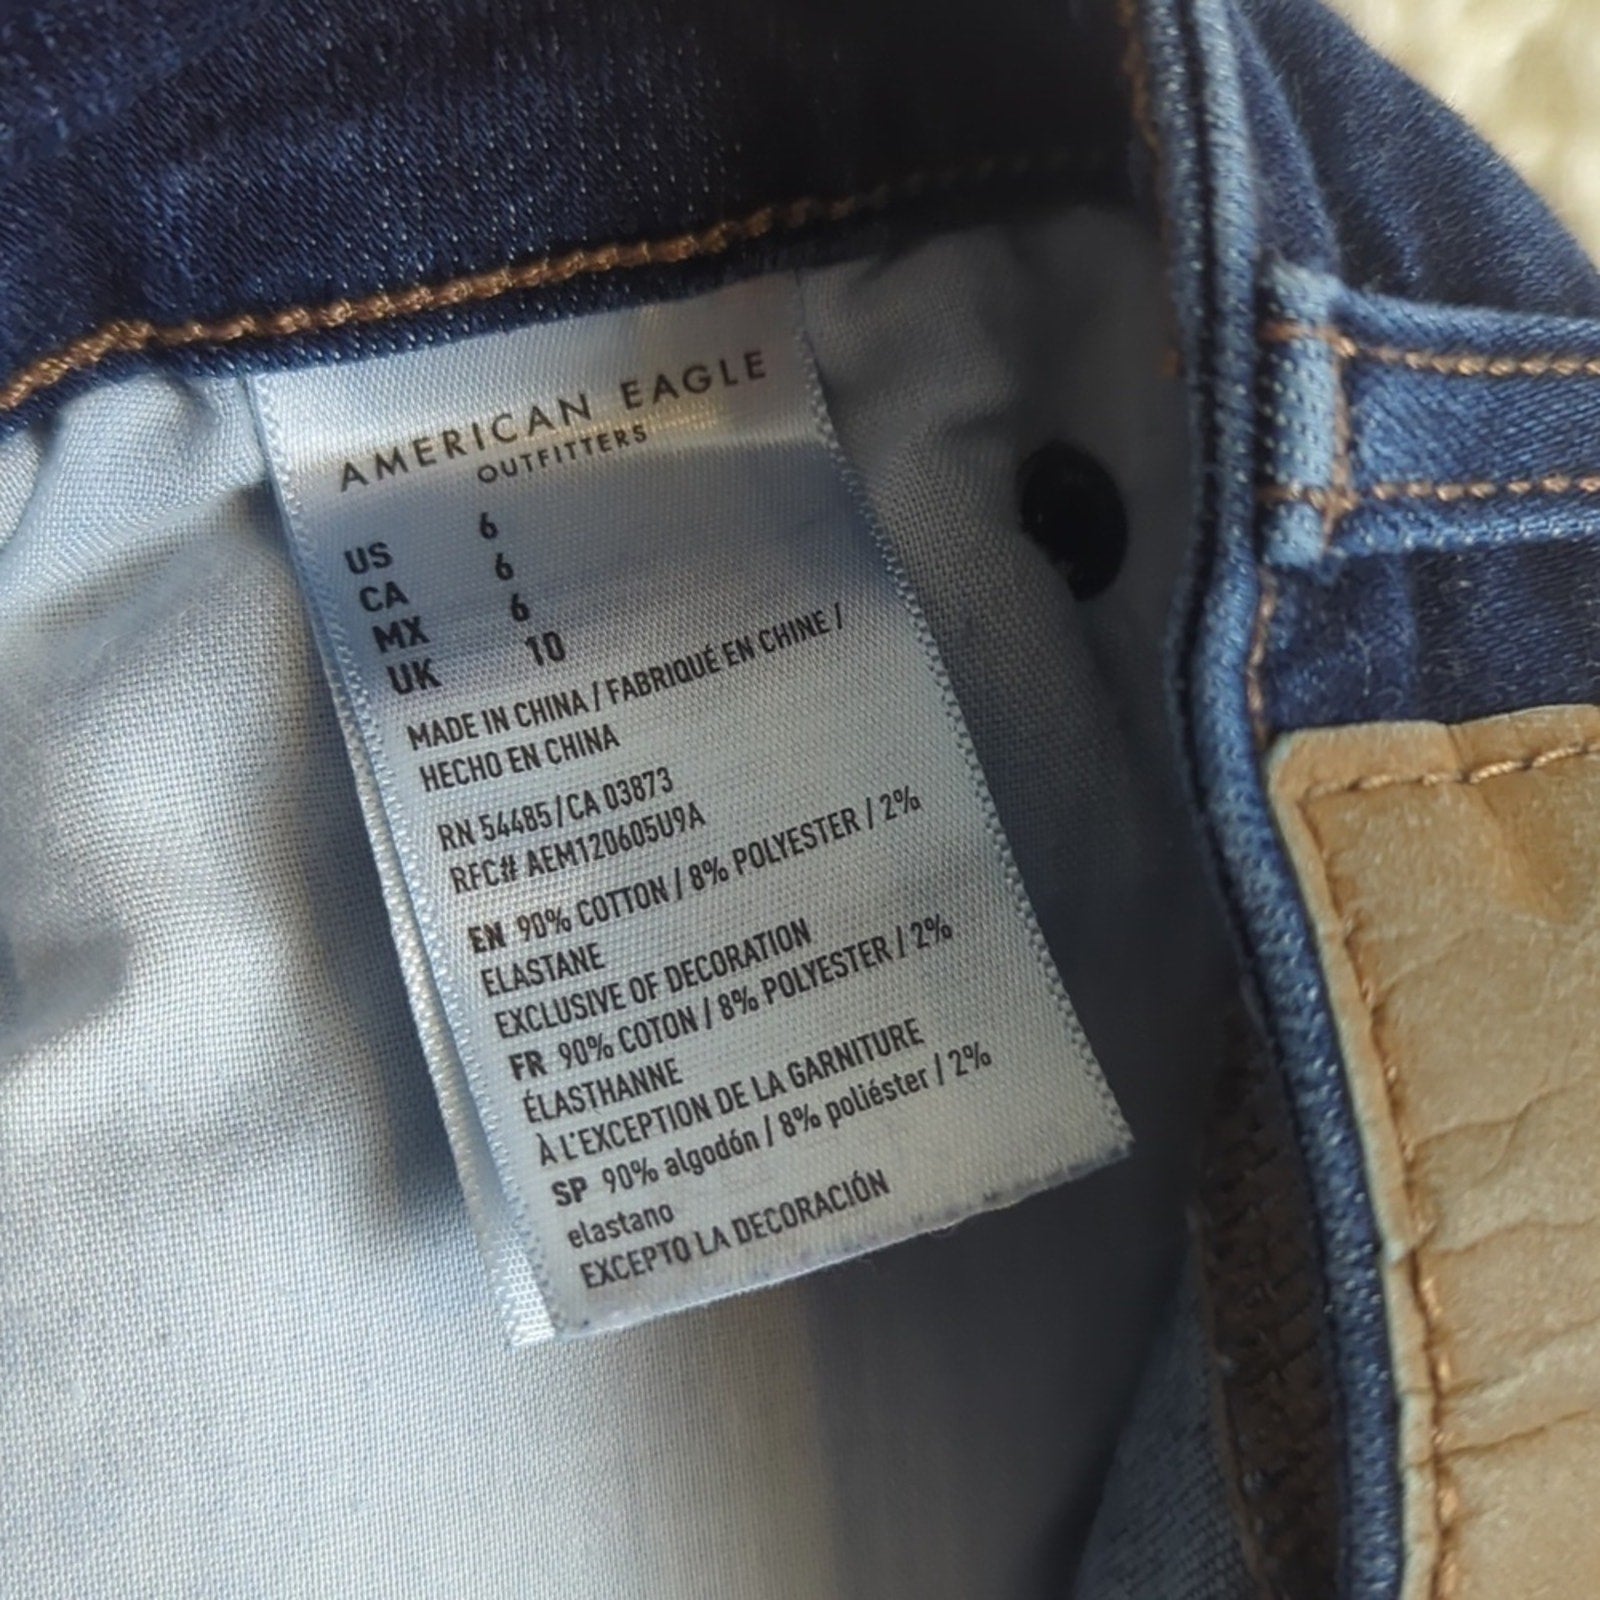 AMERICAN EAGLE
OUTFITTERS
US 6
CA 6
MX 6
UK 10
MADE IN CHINA / FABRIQUÉ EN CHINE /
HECHO EN CHINA
RN 54485 / CA 03873
RFC# AEM120605U9A
EN 90% COTTON / 8% POLYESTER / 2%
ELASTANE
EXCLUSIVE OF DECORATION
FR 90% COTON / 8% POLYESTER / 2%
ÉLASTHANNE
À L'EXCEPTION DE LA GARNITURE
SP 90% algodón / 8% poliéster / 2%
elastano
EXCEPTO LA DECORACIÓN